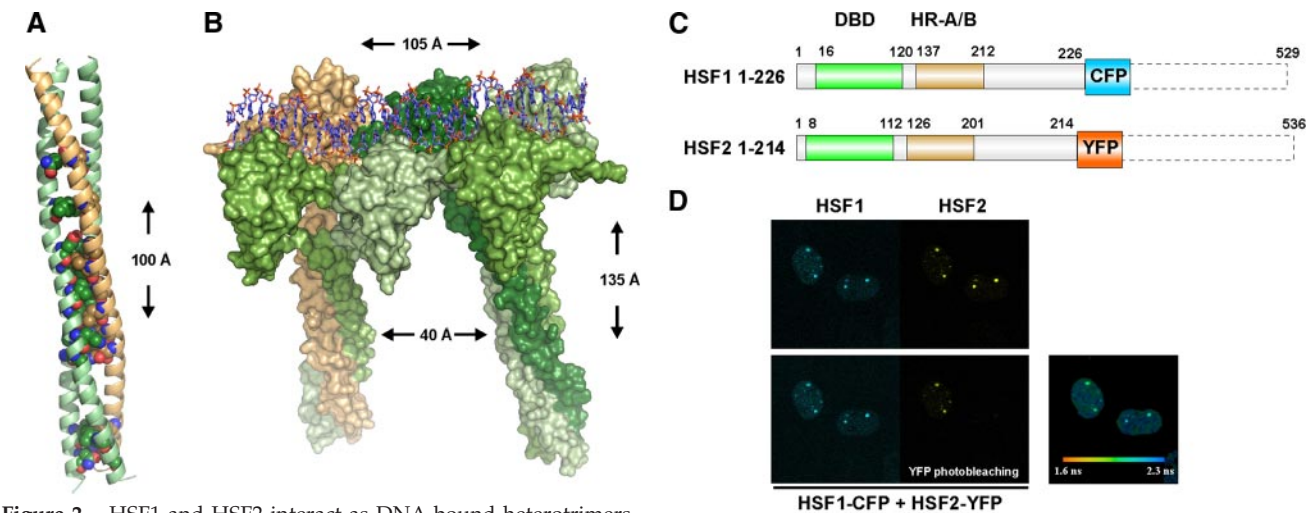 A
B
C
100 Å
105 Å
40 Å
135 Å
DBD HR-A/B
1 16 120 137 212 226 529
HSF1 1-226 CFP
1 8 112 126 201 214 536
HSF2 1-214 YFP
D
HSF1 HSF2
YFP photobleaching
1.6 ns 2.3 ns
HSF1-CFP + HSF2-YFP
HSF1 and HSF2 interact as DNA-bound heterotrimers